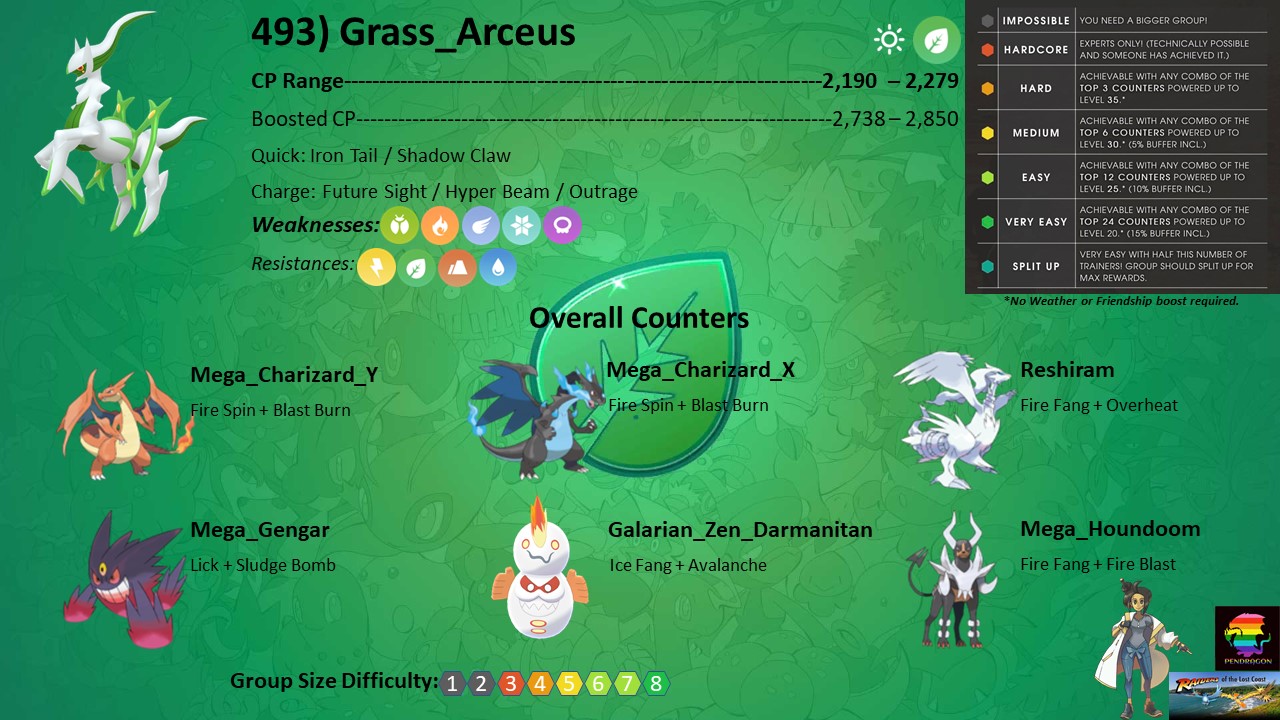 493) Grass_Arceus
CP Range--------------------------------------------------------------------2,190 – 2,279
Boosted CP--------------------------------------------------------------------2,738 – 2,850
Quick: Iron Tail / Shadow Claw
Charge: Future Sight / Hyper Beam / Outrage
Weaknesses:
Resistances:
IMPOSSIBLE YOU NEED A BIGGER GROUP!
HARDCORE EXPERTS ONLY! (TECHNICALLY POSSIBLE
AND SOMEONE HAS ACHIEVED IT.)
HARD ACHIEVABLE WITH ANY COMBO OF THE
TOP 3 COUNTERS POWERED UP TO
LEVEL 35.*
MEDIUM ACHIEVABLE WITH ANY COMBO OF THE
TOP 6 COUNTERS POWERED UP TO
LEVEL 30.* (5% BUFFER INCL.)
EASY ACHIEVABLE WITH ANY COMBO OF THE
TOP 12 COUNTERS POWERED UP TO
LEVEL 25.* (10% BUFFER INCL.)
VERY EASY ACHIEVABLE WITH ANY COMBO OF THE
TOP 24 COUNTERS POWERED UP TO
LEVEL 20.* (15% BUFFER INCL.)
SPLIT UP VERY EASY WITH HALF THIS NUMBER OF
TRAINERS! GROUP SHOULD SPLIT UP FOR
MAX REWARDS.
*No Weather or Friendship boost required.
Overall Counters
Mega_Charizard_Y
Fire Spin + Blast Burn
Mega_Charizard_X
Fire Spin + Blast Burn
Reshiram
Fire Fang + Overheat
Mega_Gengar
Lick + Sludge Bomb
Galarian_Zen_Darmanitan
Ice Fang + Avalanche
Mega_Houndoom
Fire Fang + Fire Blast
Group Size Difficulty: 1 2 3 4 5 6 7 8
PENDRAGON
RAIDERS of the Lost Coast